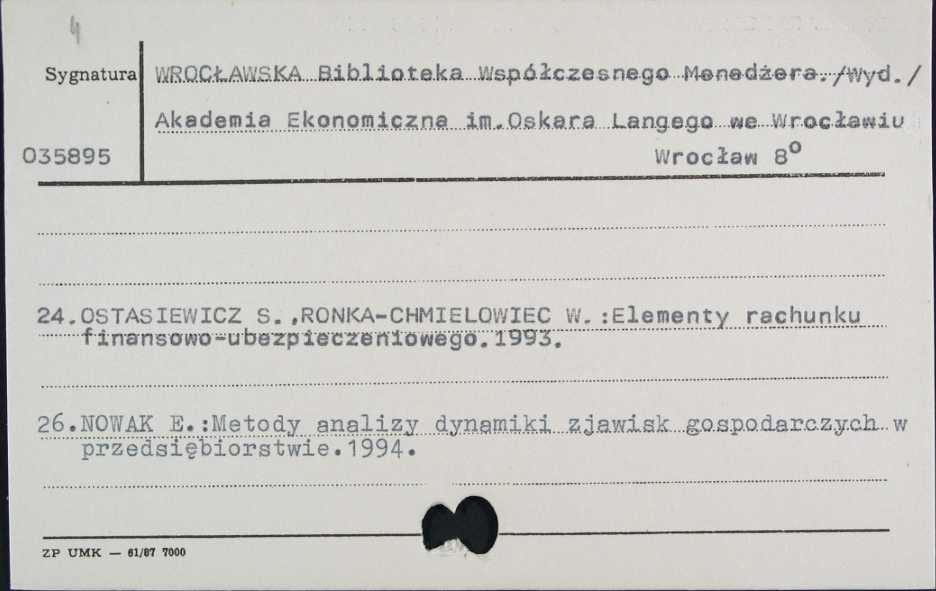 4
Sygnatura
WROCŁAWSKA Biblioteka Współczesnego Menedżera./Wyd./
Akademia Ekonomiczna im.Oskara Langego we Wrocławiu
035895
Wrocław 8°
24.OSTASIEWICZ S.,RONKA-CHMIELOWIEC W.:Elementy rachunku
finansowo-ubezpieczeniowego.1993.
26.NOWAK E.:Metody analizy dynamiki zjawisk gospodarczych w
przedsiębiorstwie.1994.
ZP UMK — 61/87 7000